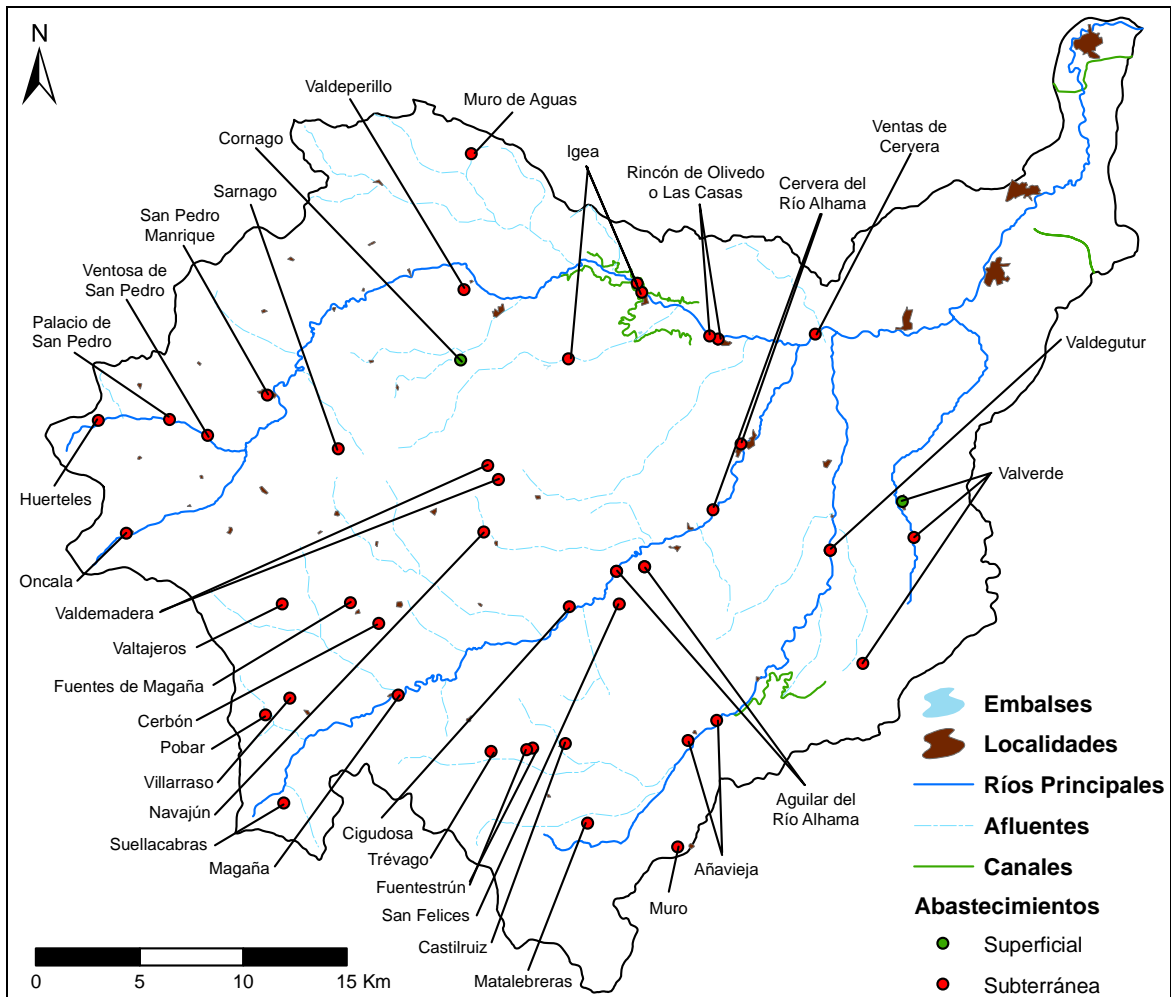 N
Valdeperillo
Muro de Aguas
Cornago
Igea
Ventas de
Cervera
Sarnago
Rincón de Olivedo
o Las Casas
Cervera del
Río Alhama
San Pedro
Manrique
Ventosa de
San Pedro
Palacio de
San Pedro
Valdegutur
Huerteles
Valverde
Oncala
Valdemadera
Valtajeros
Fuentes de Magaña
Cerbón
Pobar
Villarraso
Navajún
Suellacabras
Magaña
Cigudosa
Trévago
Fuentestrún
San Felices
Castilruiz
Matalebreras
Muro
Añavieja
Aguilar del
Río Alhama
Embalses
Localidades
Ríos Principales
Afluentes
Canales
Abastecimientos
Superficial
Subterránea
0 5 10 15 Km